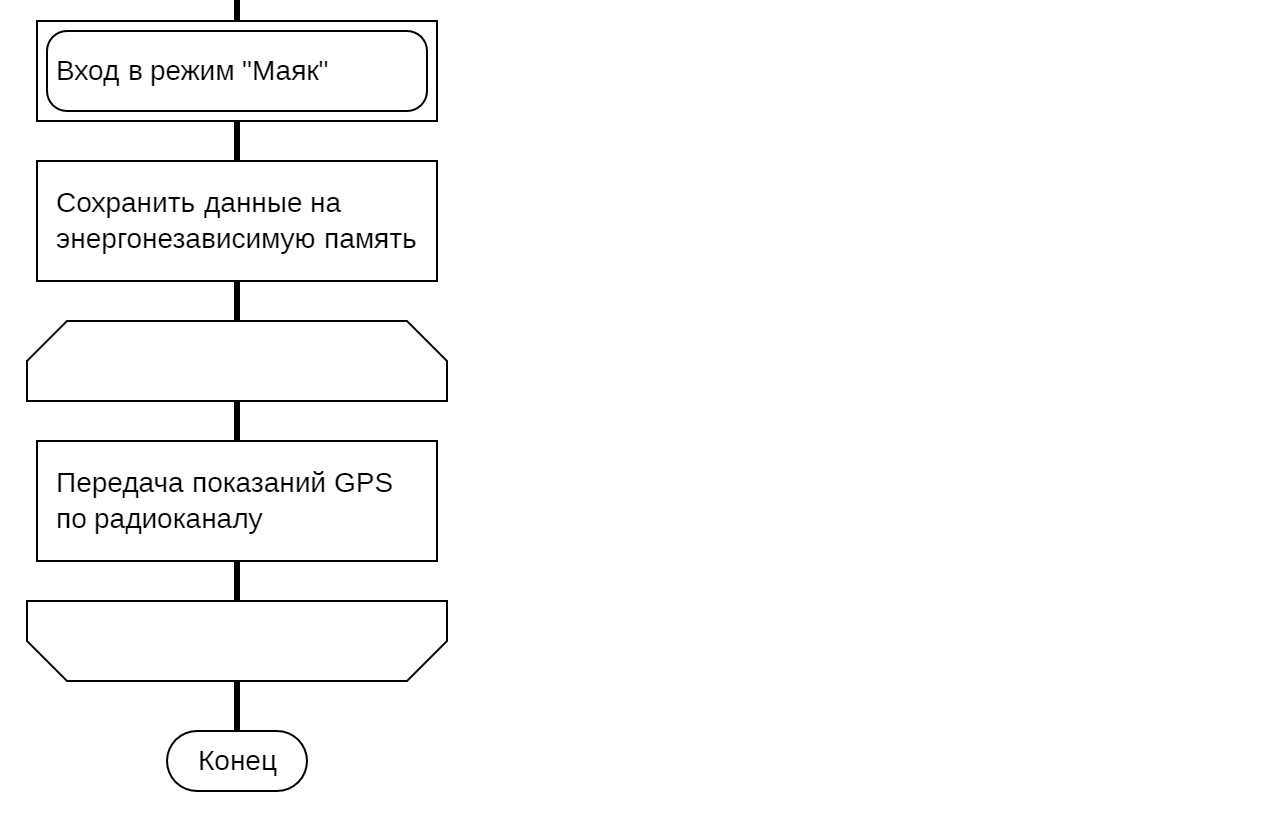 Вход в режим "Маяк"
Сохранить данные на
энергонезависимую память
Передача показаний GPS
по радиоканалу
Конец